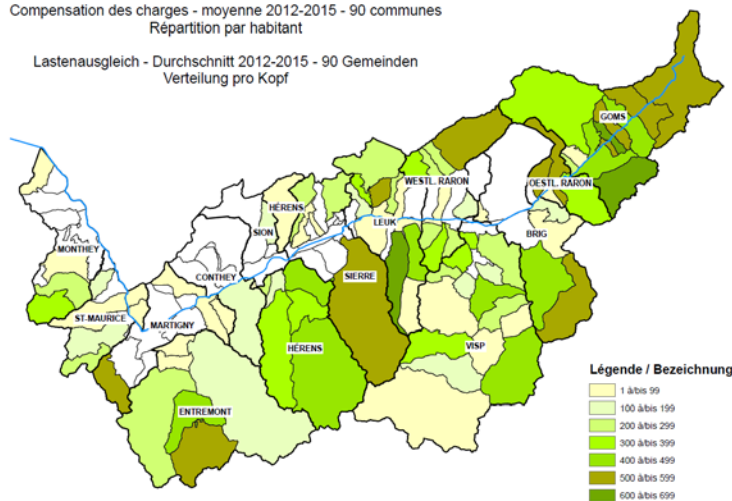 Compensation des charges - moyenne 2012-2015 - 90 communes
Répartition par habitant
Lastenausgleich - Durchschnitt 2012-2015 - 90 Gemeinden
Verteilung pro Kopf
GOMS
WESTL. RARON
OESTL. RARON
HÉRENS
LEUK
SION
BRIG
MONTHEY
CONTHEY
SIERRE
ST-MAURICE
MARTIGNY
HÉRENS
VISP
ENTREMONT
Légende / Bezeichnung
1 à/bis 99
100 à/bis 199
200 à/bis 299
300 à/bis 399
400 à/bis 499
500 à/bis 599
600 à/bis 699